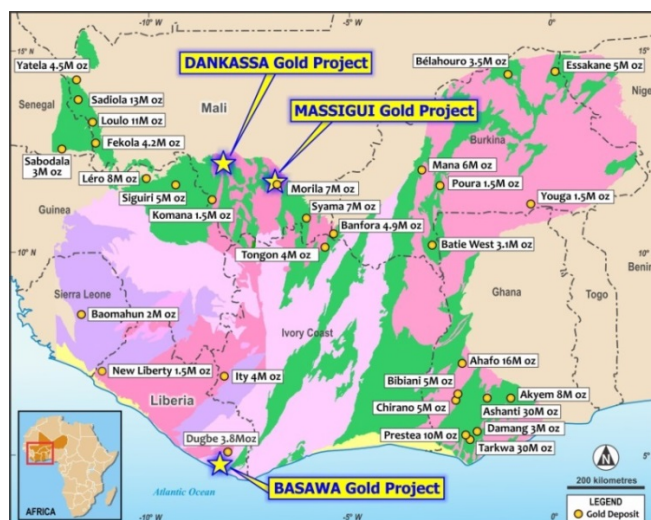 -10°W
-5°W
15°N
Yatela 4.5M oz
DANKASSA Gold Project
Bélahouro 3.5M oz
Essakane 5M oz
Senegal
Sadiola 13M oz
Mali
MASSIGUI Gold Project
Loulo 11M oz
Burkina
Fekola 4.2M oz
Sabodala
3M oz
Mana 6M oz
Léro 8M oz
Morila 7M oz
Poura 1.5M oz
Siguiri 5M oz
Syama 7M oz
Youga 1.5M oz
Guinea
Komana 1.5M oz
Banfora 4.9M oz
Batie West 3.1M oz
10°N
Tongon 4M oz
Sierra Leone
Ghana
Togo
Baomahun 2M oz
Ivory Coast
Ahafo 16M oz
New Liberty 1.5M oz
Ity 4M oz
Bibiani 5M oz
Akyem 8M oz
Liberia
Chirano 5M oz
Ashanti 30M oz
Dugbe 3.8Moz
Prestea 10M oz
Damang 3M oz
Tarkwa 30M oz
BASAWA Gold Project
Atlantic Ocean
N
200 kilometres
AFRICA
LEGEND
Gold Deposit
-10°W
-5°W